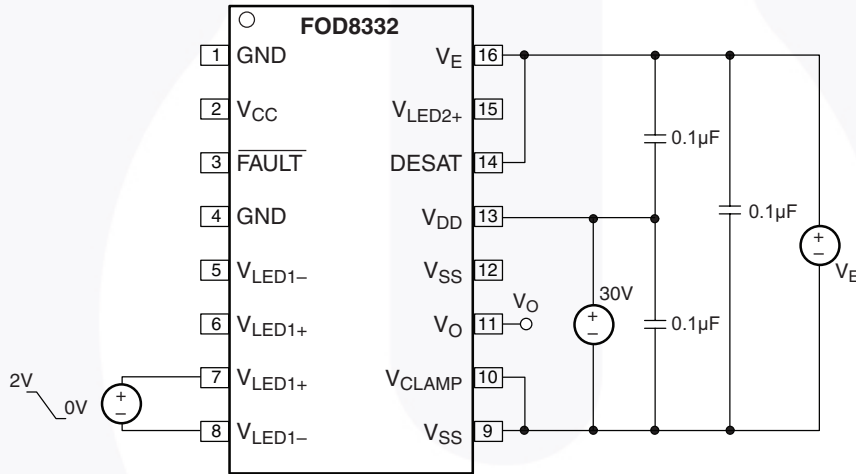 FOD8332
1 GND
2 VCC
3 FAULT
4 GND
5 VLED1–
6 VLED1+
7 VLED1+
8 VLED1–
VE 16
VLED2+ 15
DESAT 14
VDD 13
VSS 12
VO 11
VCLAMP 10
VSS 9
2V
0V
+
–
VO
30V
+
–
0.1µF
0.1µF
0.1µF
+
–
VE